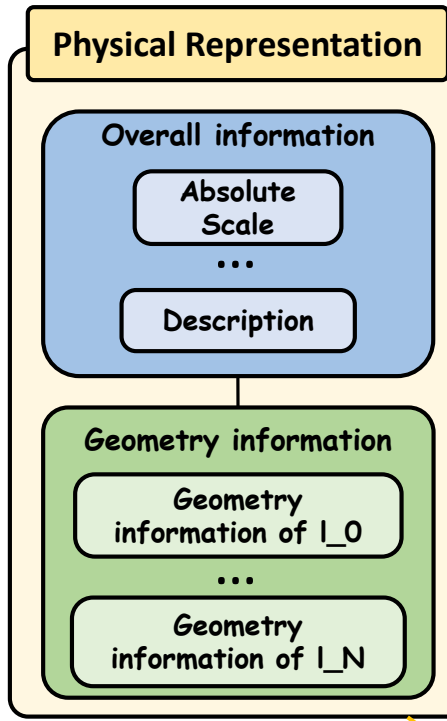 Physical Representation
Overall information
Absolute
Scale
...
Description
Geometry information
Geometry
information of l_0
...
Geometry
information of l_N